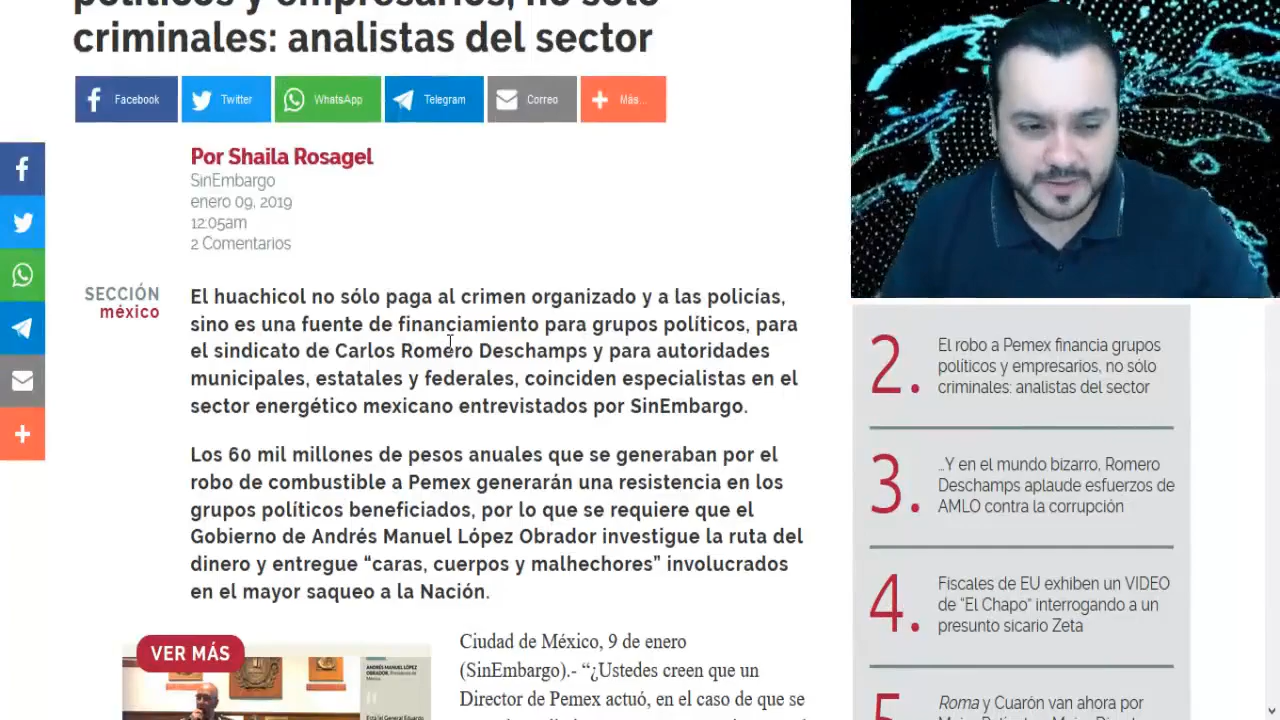 políticos y empresarios, no sólo
criminales: analistas del sector
Facebook
Twitter
WhatsApp
Telegram
Correo
Más...
Por Shaila Rosagel
SinEmbargo
enero 09, 2019
12:05am
2 Comentarios
SECCIÓN
méxico
El huachicol no sólo paga al crimen organizado y a las policías,
sino es una fuente de financiamiento para grupos políticos, para
el sindicato de Carlos Romero Deschamps y para autoridades
municipales, estatales y federales, coinciden especialistas en el
sector energético mexicano entrevistados por SinEmbargo.
Los 60 mil millones de pesos anuales que se generaban por el
robo de combustible a Pemex generarán una resistencia en los
grupos políticos beneficiados, por lo que se requiere que el
Gobierno de Andrés Manuel López Obrador investigue la ruta del
dinero y entregue “caras, cuerpos y malhechores” involucrados
en el mayor saqueo a la Nación.
VER MÁS
ANDRÉS MANUEL LÓPEZ
OBRADOR,
Ciudad de México, 9 de enero
(SinEmbargo).- “¿Ustedes creen que un
Director de Pemex actuó, en el caso de que se
2. El robo a Pemex financia grupos
políticos y empresarios, no sólo
criminales: analistas del sector
3. ...Y en el mundo bizarro, Romero
Deschamps aplaude esfuerzos de
AMLO contra la corrupción
4. Fiscales de EU exhiben un VIDEO
de “El Chapo” interrogando a un
presunto sicario Zeta
5. Roma y Cuarón van ahora por